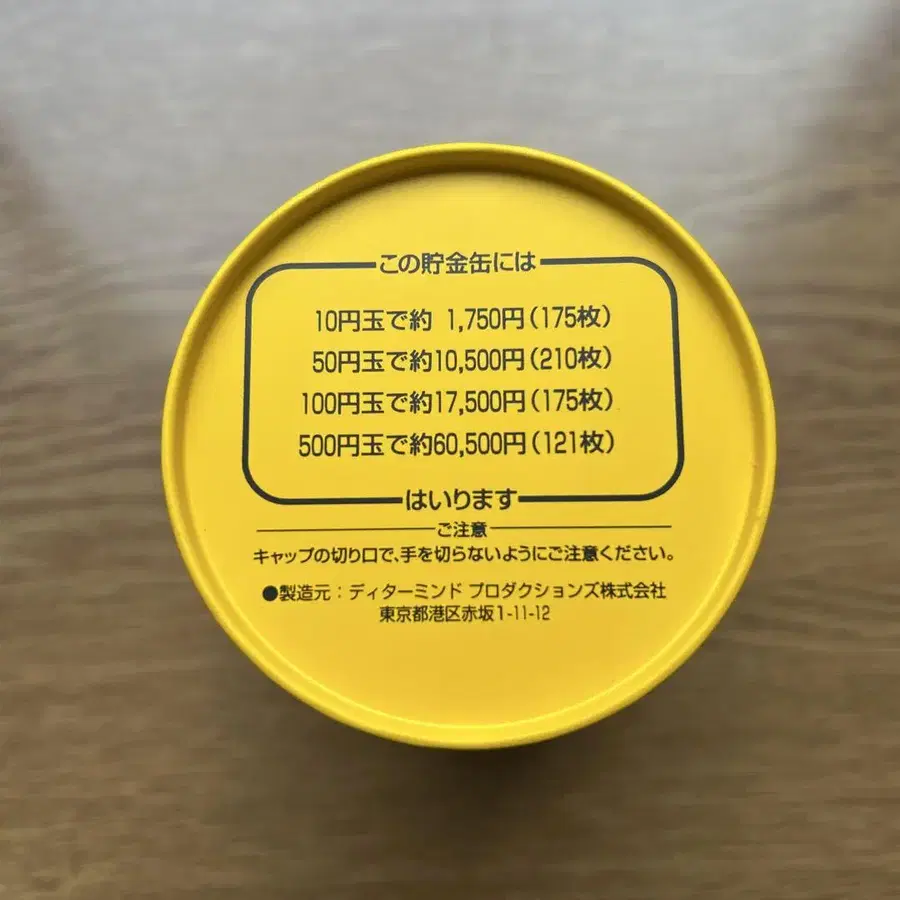 この貯金缶には
10円玉で約 1,750円(175枚)
50円玉で約10,500円(210枚)
100円玉で約17,500円(175枚)
500円玉で約60,500円(121枚)
はいります
ご注意
キャップの切り口で、手を切らないようにご注意ください。
●製造元：ディターミンド プロダクションズ株式会社
東京都港区赤坂1-11-12